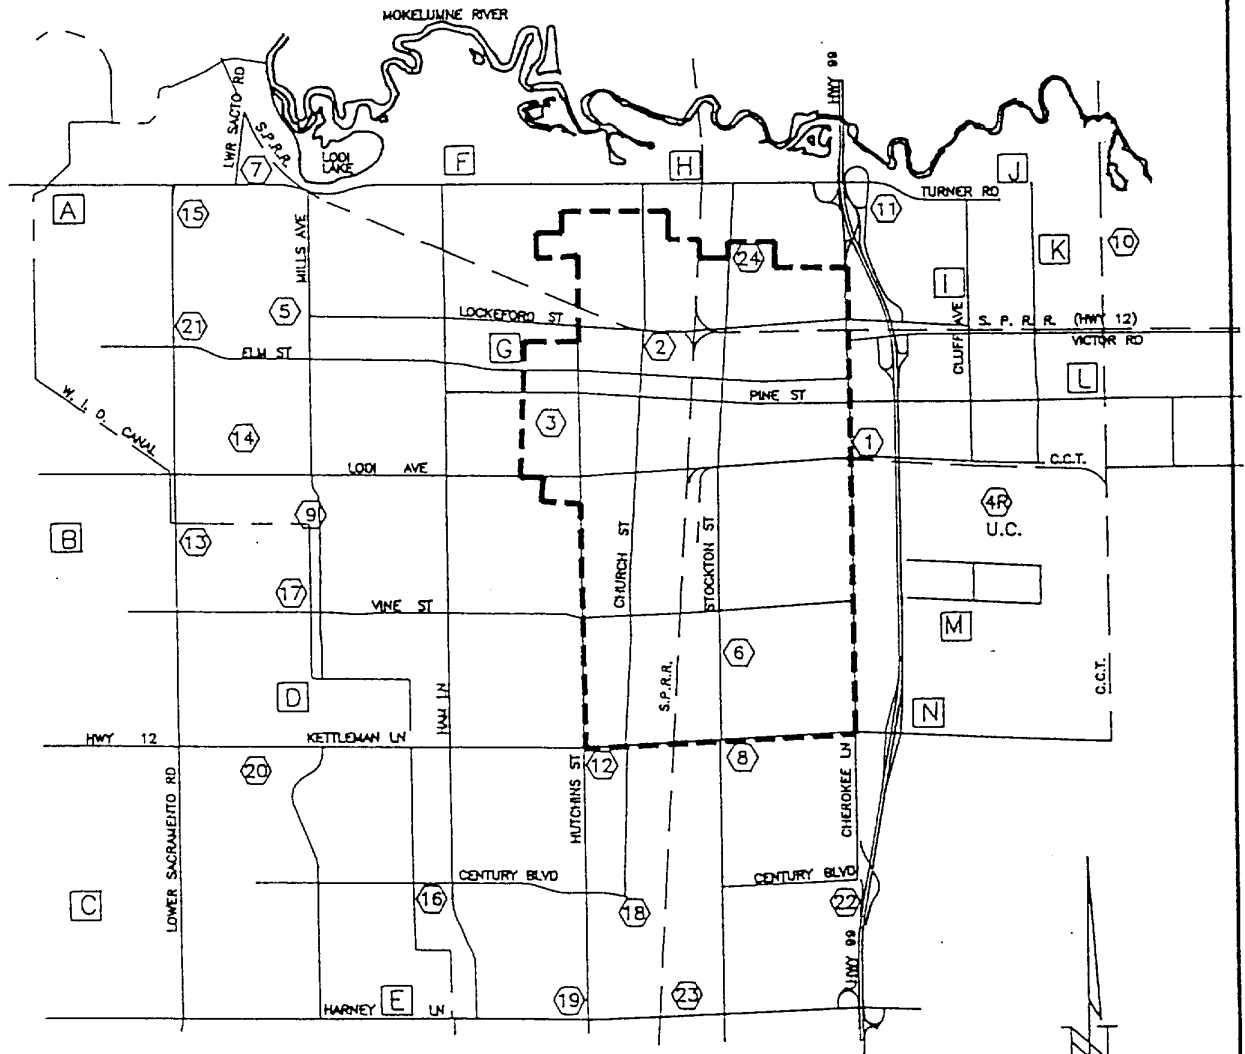 MOKELUMNE RIVER
HWY 99
LWR SACTO RD
S.P.R.R.
7
LODI
LAKE
F
H
J
TURNER RD
A
15
11
MILLS AVE
K
10
24
I
5
LOCKEFORD ST
S. P. R. R. (HWY 12)
21
2
VICTOR RD
G
ELM ST
CLUFF AVE
L
W. I. D. CANAL
PINE ST
3
14
1
LODI AVE
C.C.T.
4R
U.C.
9
B
13
CHURCH ST
STOCKTON ST
17
VINE ST
M
6
S.P.R.R.
C.C.T.
D
HAM LN
N
HWY 12
KETTLEMAN LN
20
12
8
LOWER SACRAMENTO RD
HUTCHINS ST
CHEROKEE LN
CENTURY BLVD
CENTURY BLVD
16
C
18
22
HWY 99
19
23
E
HARNEY LN
N